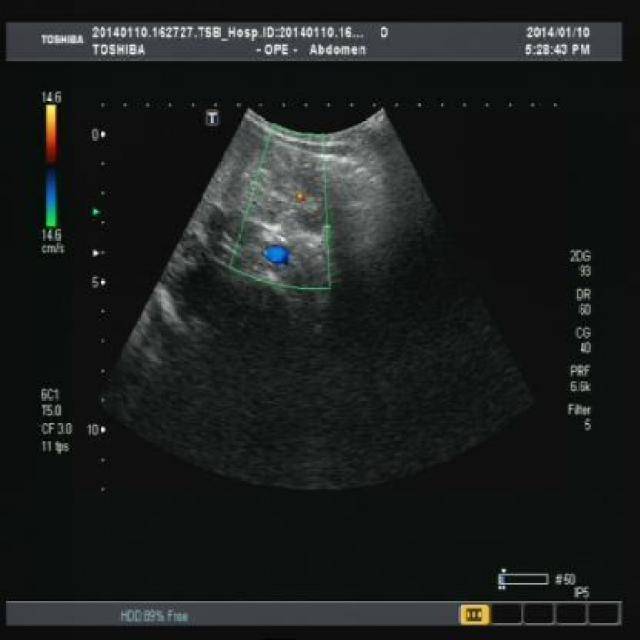 TOSHIBA 20140110.162727.TSB_Hosp.ID:20140110.16... D 2014/01/10
TOSHIBA - OPE - Abdomen 5:28:43 PM
14.6
T
0
14.6
cm/s
5
10
2DG
93
DR
60
CG
40
PRF
6.6k
Filter
5
6C1
T5.0
CF 3.0
11 fps
#60
IP5
HDD 89% Free